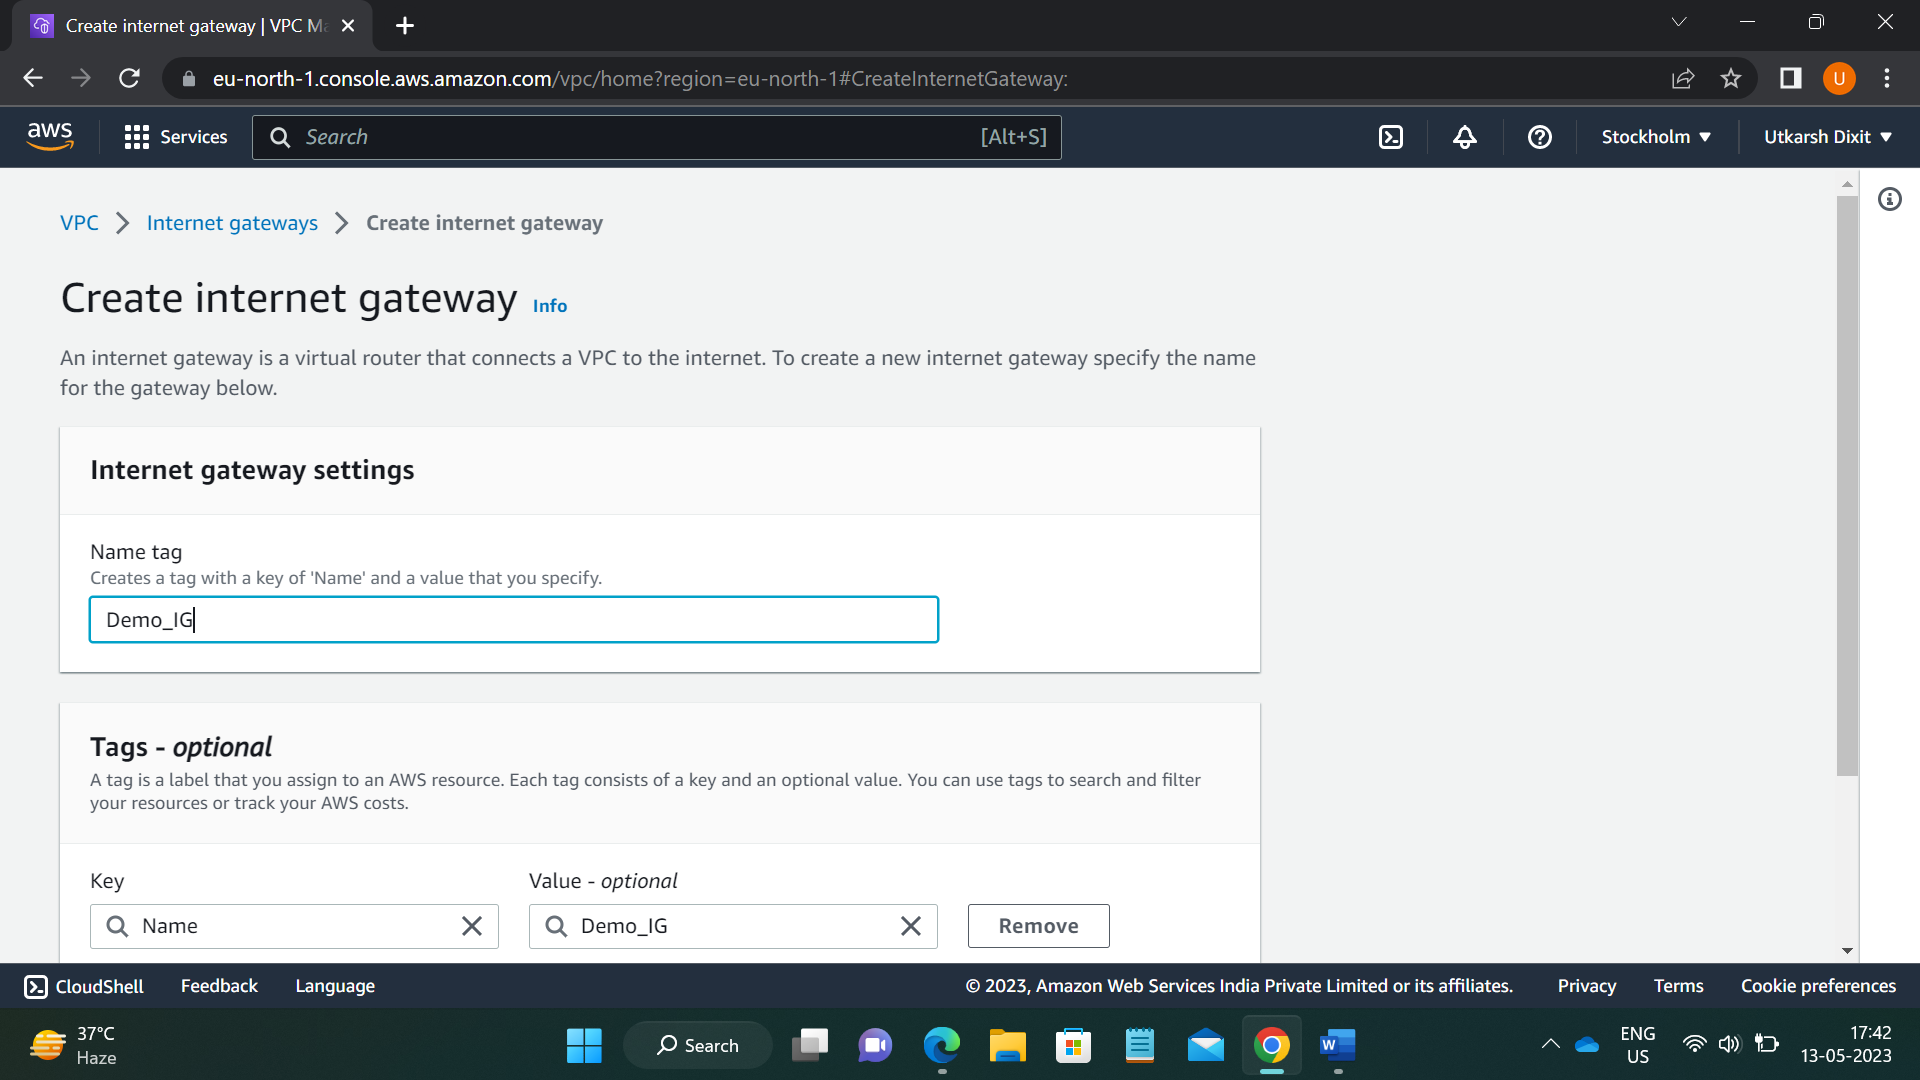 Create internet gateway | VPC Ma
eu-north-1.console.aws.amazon.com/vpc/home?region=eu-north-1#CreateInternetGateway:
U
aws
Services
Search
[Alt+S]
Stockholm
Utkarsh Dixit
VPC
Internet gateways
Create internet gateway
Create internet gateway
Info
An internet gateway is a virtual router that connects a VPC to the internet. To create a new internet gateway specify the name
for the gateway below.
Internet gateway settings
Name tag
Creates a tag with a key of 'Name' and a value that you specify.
Demo_IG
Tags - optional
A tag is a label that you assign to an AWS resource. Each tag consists of a key and an optional value. You can use tags to search and filter
your resources or track your AWS costs.
Key
Value - optional
Name
Demo_IG
Remove
CloudShell
Feedback
Language
© 2023, Amazon Web Services India Private Limited or its affiliates.
Privacy
Terms
Cookie preferences
37°C
Haze
Search
W
ENG
US
17:42
13-05-2023